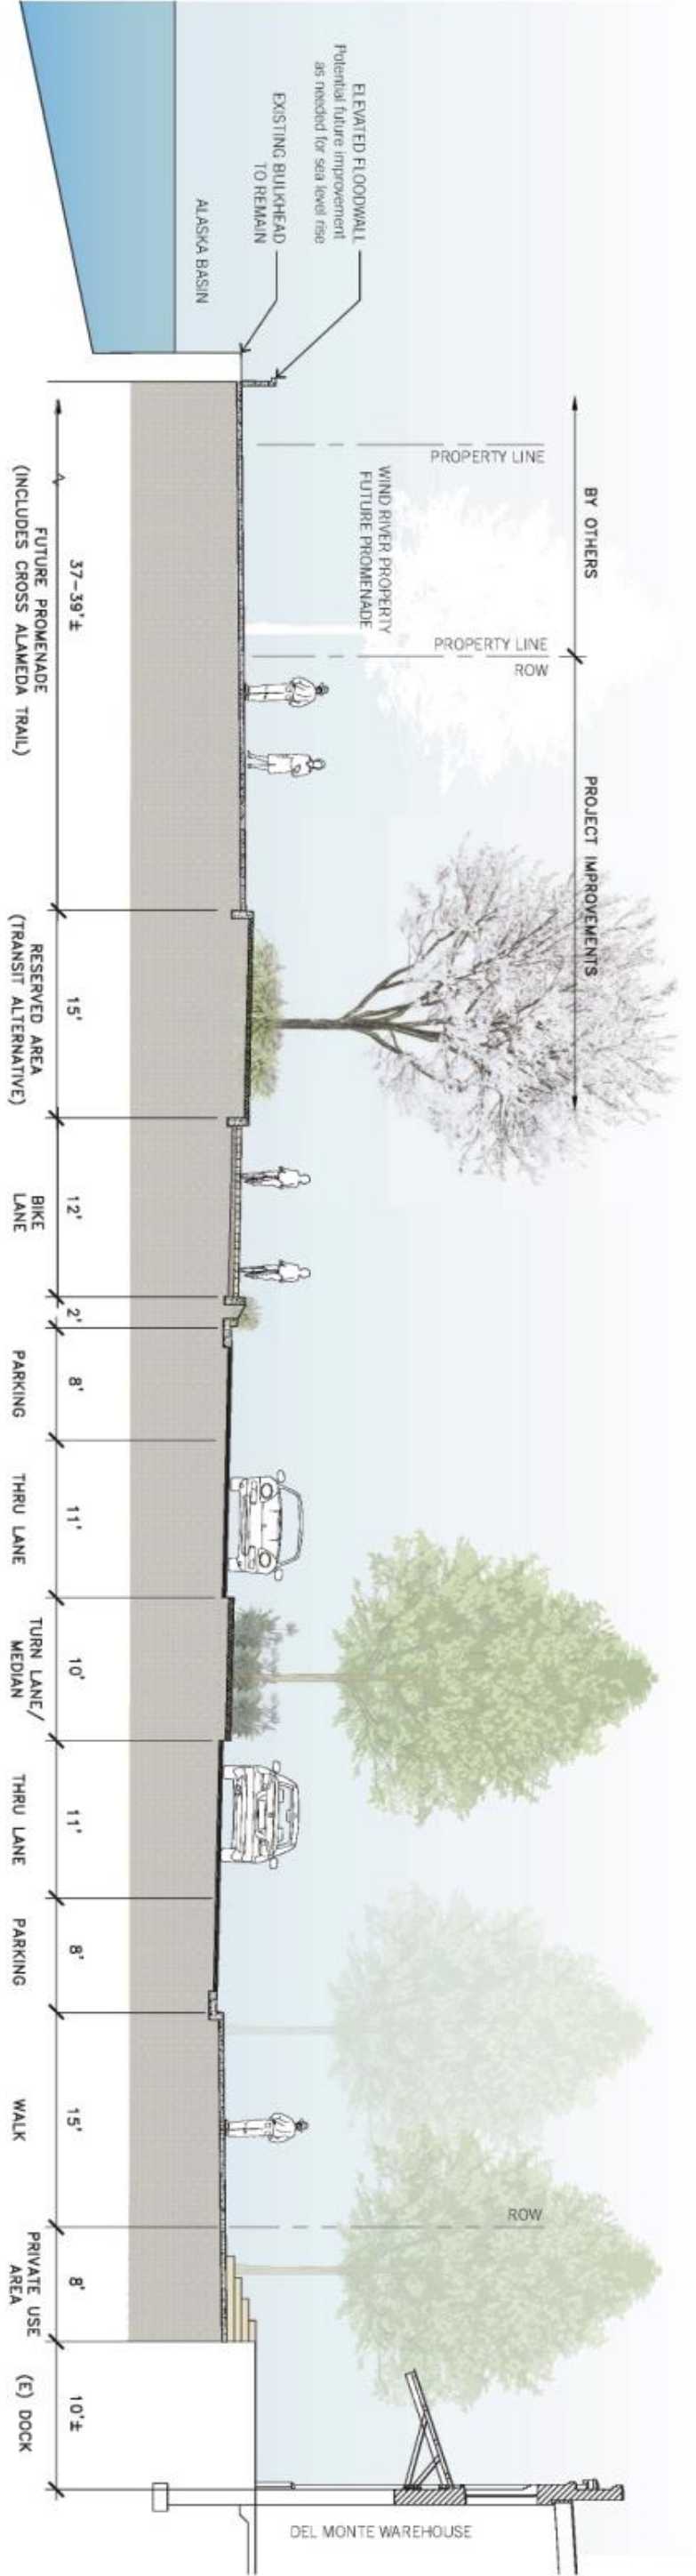 ELEVATED FLOODWALL
Potential future improvement
as needed for sea level rise
EXISTING BULKHEAD
TO REMAIN
ALASKA BASIN
BY OTHERS
PROJECT IMPROVEMENTS
PROPERTY LINE
WIND RIVER PROPERTY
FUTURE PROMENADE
PROPERTY LINE
ROW
ROW
DEL MONTE WAREHOUSE
37-39'±
15'
12'
2'
8'
11'
10'
11'
8'
15'
8'
10'±
FUTURE PROMENADE
(INCLUDES CROSS ALAMEDA TRAIL)
RESERVED AREA
(TRANSIT ALTERNATIVE)
BIKE
LANE
PARKING
THRU LANE
TURN LANE/
MEDIAN
THRU LANE
PARKING
WALK
PRIVATE USE
AREA
(E) DOCK